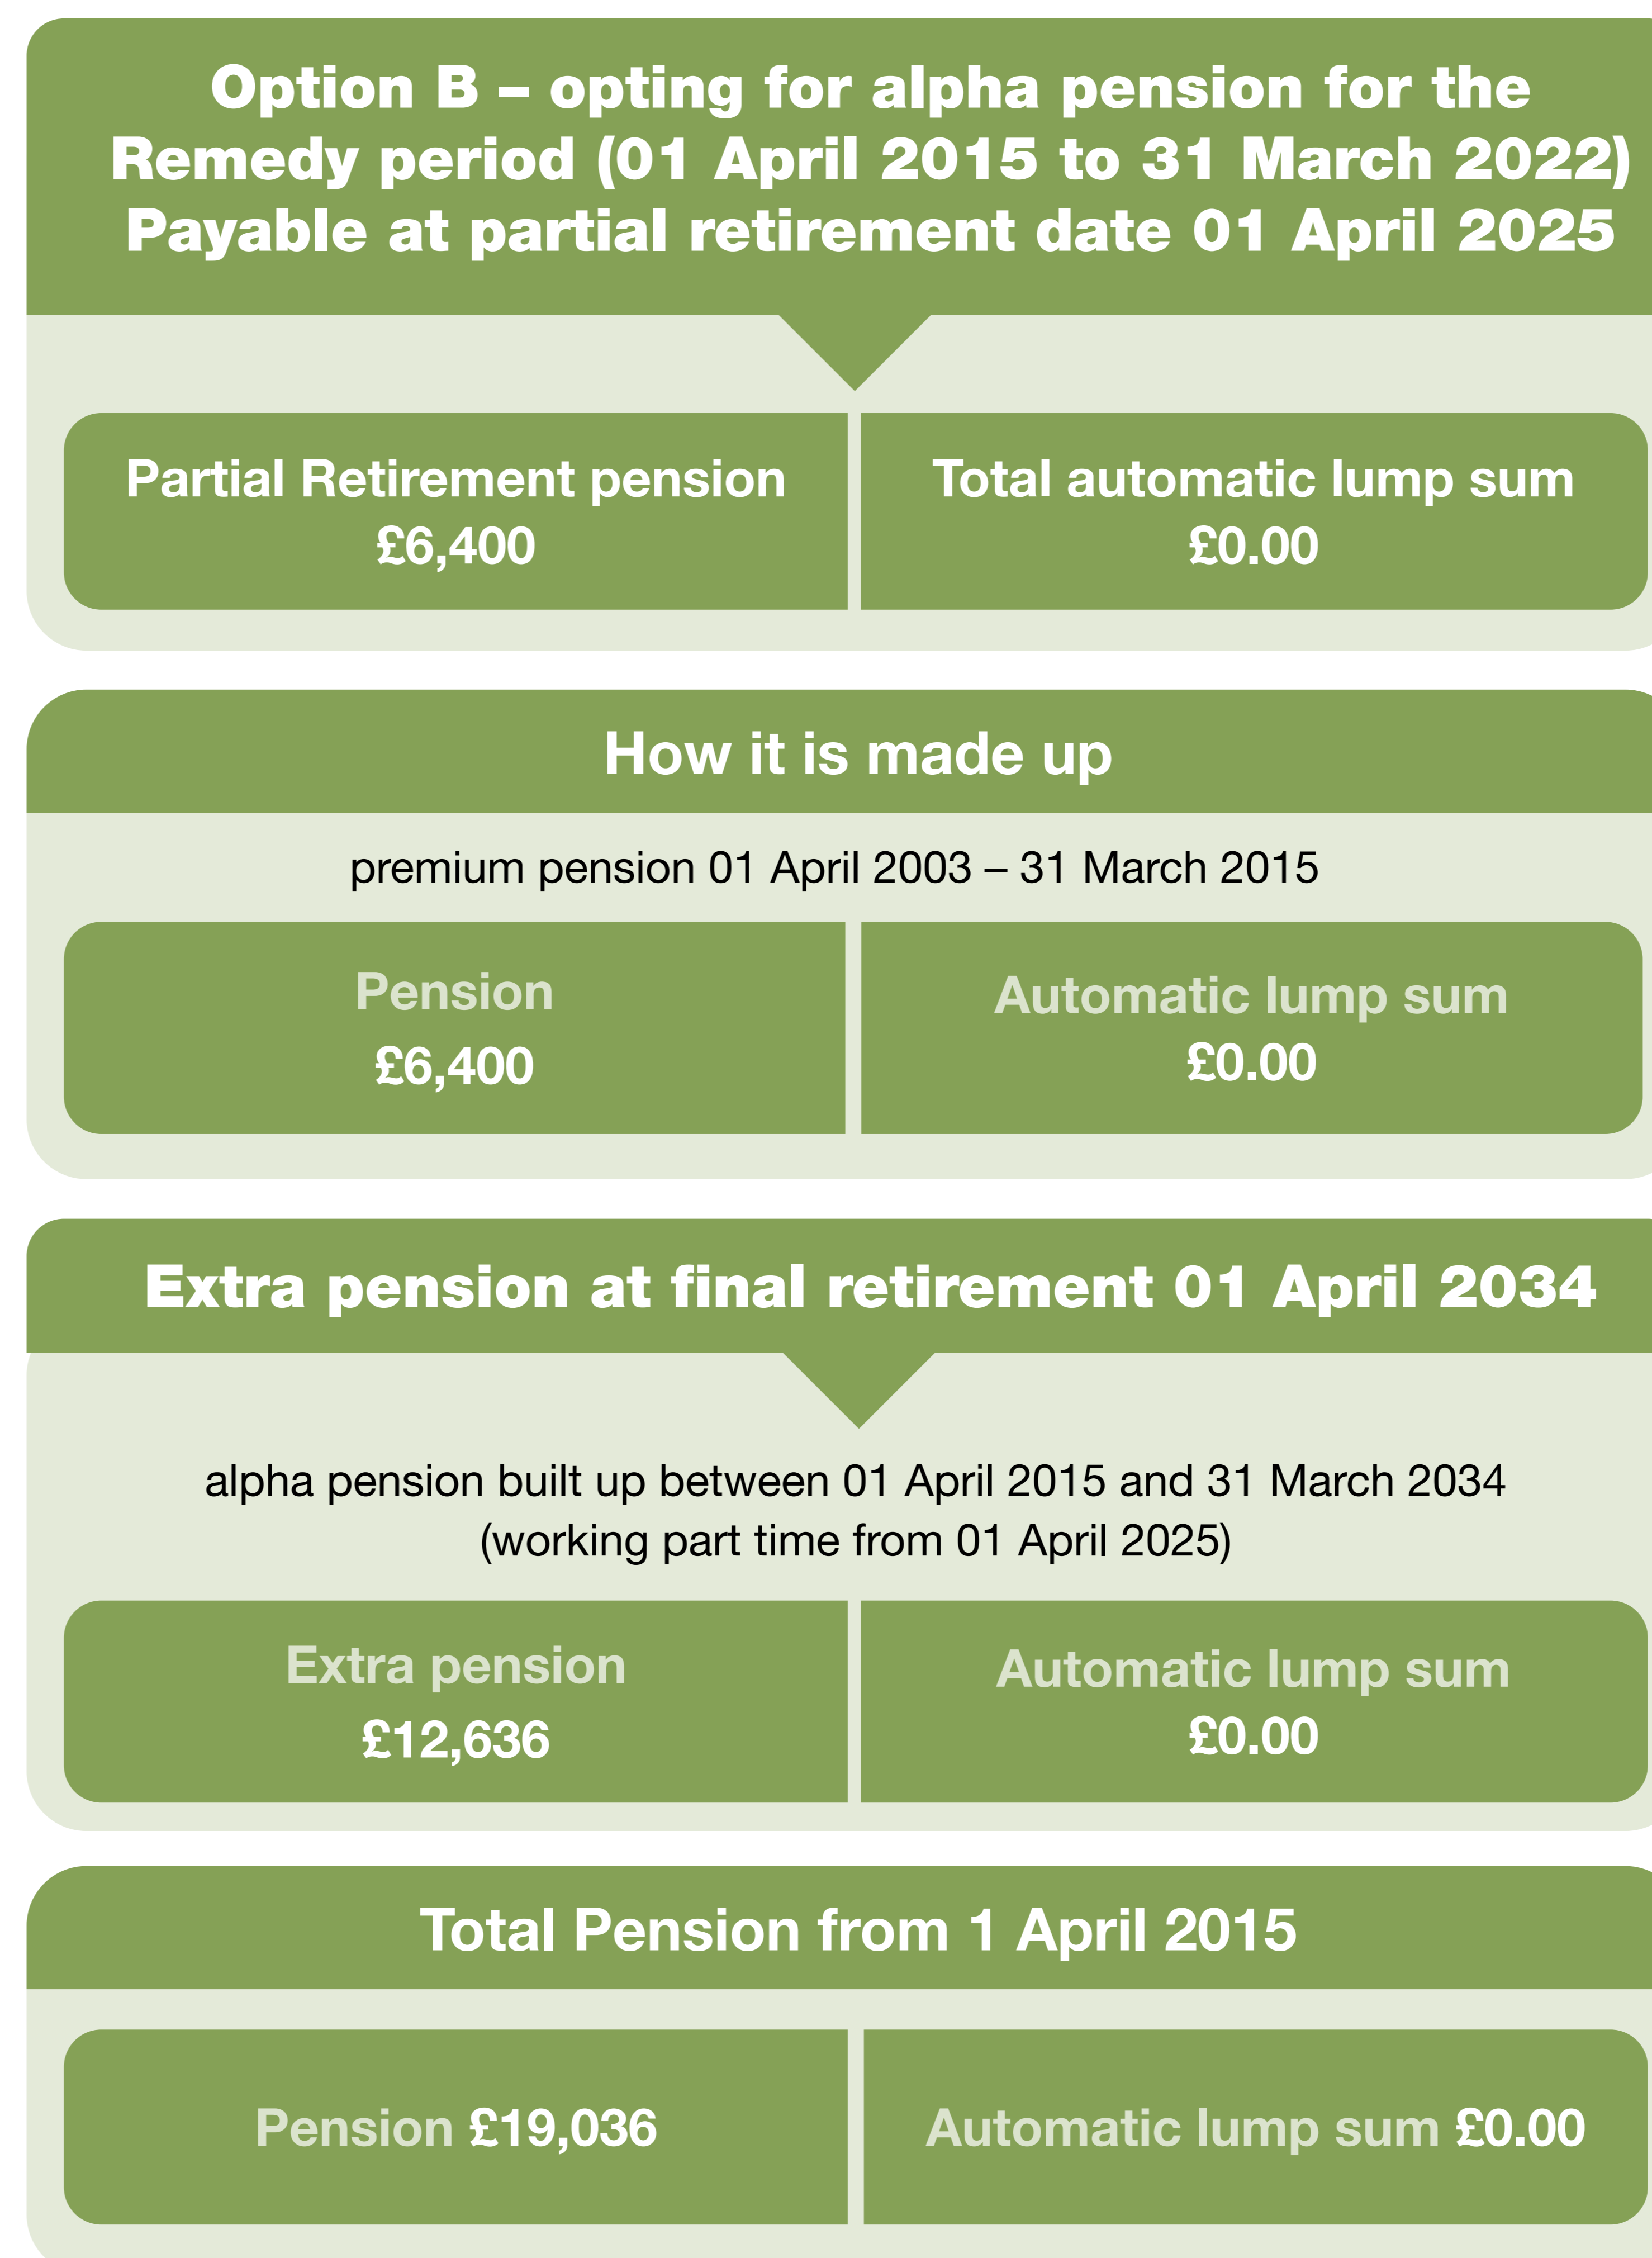 Option B – opting for alpha pension for the
Remedy period (01 April 2015 to 31 March 2022)
Payable at partial retirement date 01 April 2025
Partial Retirement pension
£6,400
Total automatic lump sum
£0.00
How it is made up
premium pension 01 April 2003 – 31 March 2015
Pension
£6,400
Automatic lump sum
£0.00
Extra pension at final retirement 01 April 2034
alpha pension built up between 01 April 2015 and 31 March 2034
(working part time from 01 April 2025)
Extra pension
£12,636
Automatic lump sum
£0.00
Total Pension from 1 April 2015
Pension £19,036
Automatic lump sum £0.00